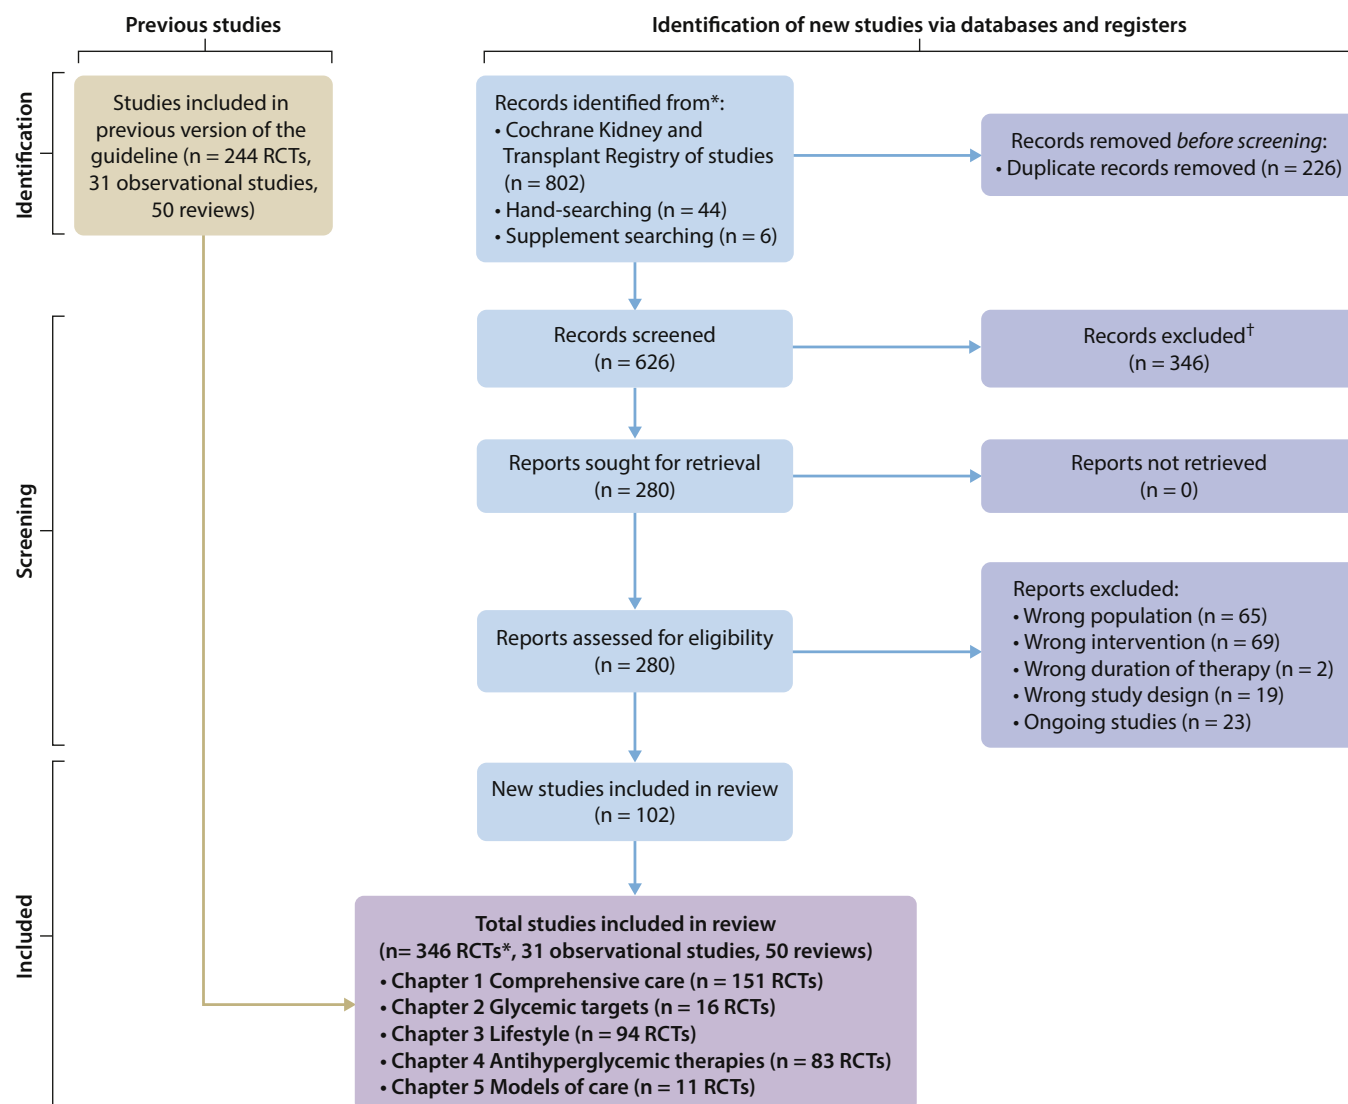 Previous studies
Identification of new studies via databases and registers
Identification
Studies included in
previous version of the
guideline (n = 244 RCTs,
31 observational studies,
50 reviews)
Records identified from*:
• Cochrane Kidney and
Transplant Registry of studies
(n = 802)
• Hand-searching (n = 44)
• Supplement searching (n = 6)
Records removed before screening:
• Duplicate records removed (n = 226)
Screening
Records screened
(n = 626)
Records excluded†
(n = 346)
Reports sought for retrieval
(n = 280)
Reports not retrieved
(n = 0)
Reports assessed for eligibility
(n = 280)
Reports excluded:
• Wrong population (n = 65)
• Wrong intervention (n = 69)
• Wrong duration of therapy (n = 2)
• Wrong study design (n = 19)
• Ongoing studies (n = 23)
Included
New studies included in review
(n = 102)
Total studies included in review
(n= 346 RCTs*, 31 observational studies, 50 reviews)
• Chapter 1 Comprehensive care (n = 151 RCTs)
• Chapter 2 Glycemic targets (n = 16 RCTs)
• Chapter 3 Lifestyle (n = 94 RCTs)
• Chapter 4 Antihyperglycemic therapies (n = 83 RCTs)
• Chapter 5 Models of care (n = 11 RCTs)